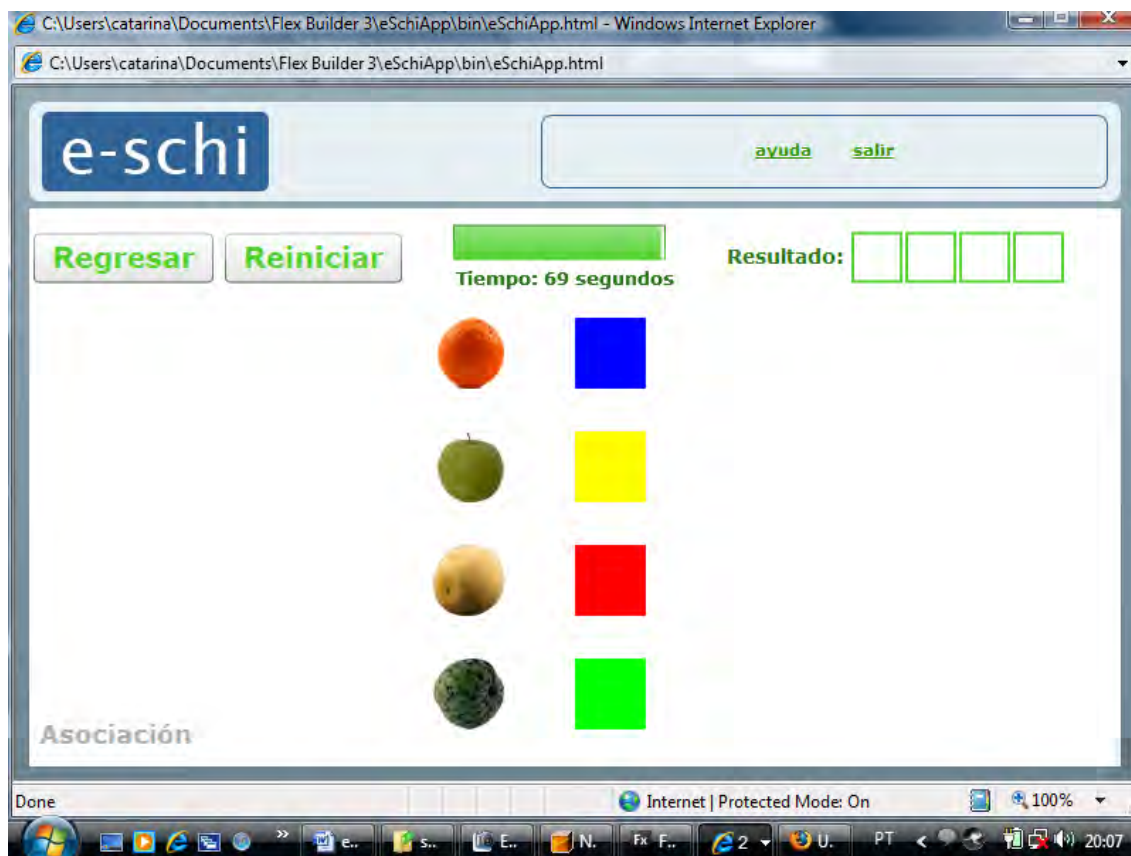 C:\Users\catarina\Documents\Flex Builder 3\eSchiApp\bin\eSchiApp.html - Windows Internet Explorer
C:\Users\catarina\Documents\Flex Builder 3\eSchiApp\bin\eSchiApp.html
e-schi
ayuda salir
Regresar Reiniciar
Tiempo: 69 segundos
Resultado:
Asociación
Done Internet | Protected Mode: On 100%
» e.. s.. E.. N. Fx F.. 2 U. PT < 20:07